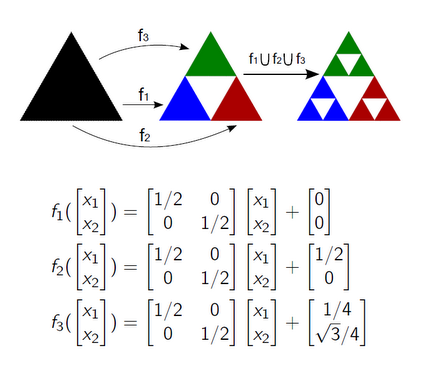 f₃
f₁
f₂
f₁⋃f₂⋃f₃
f₁([x₁ x₂]) = [1/2 0 0 1/2] [x₁ x₂] + [0 0]
f₂([x₁ x₂]) = [1/2 0 0 1/2] [x₁ x₂] + [1/2 0]
f₃([x₁ x₂]) = [1/2 0 0 1/2] [x₁ x₂] + [1/4 √3/4]